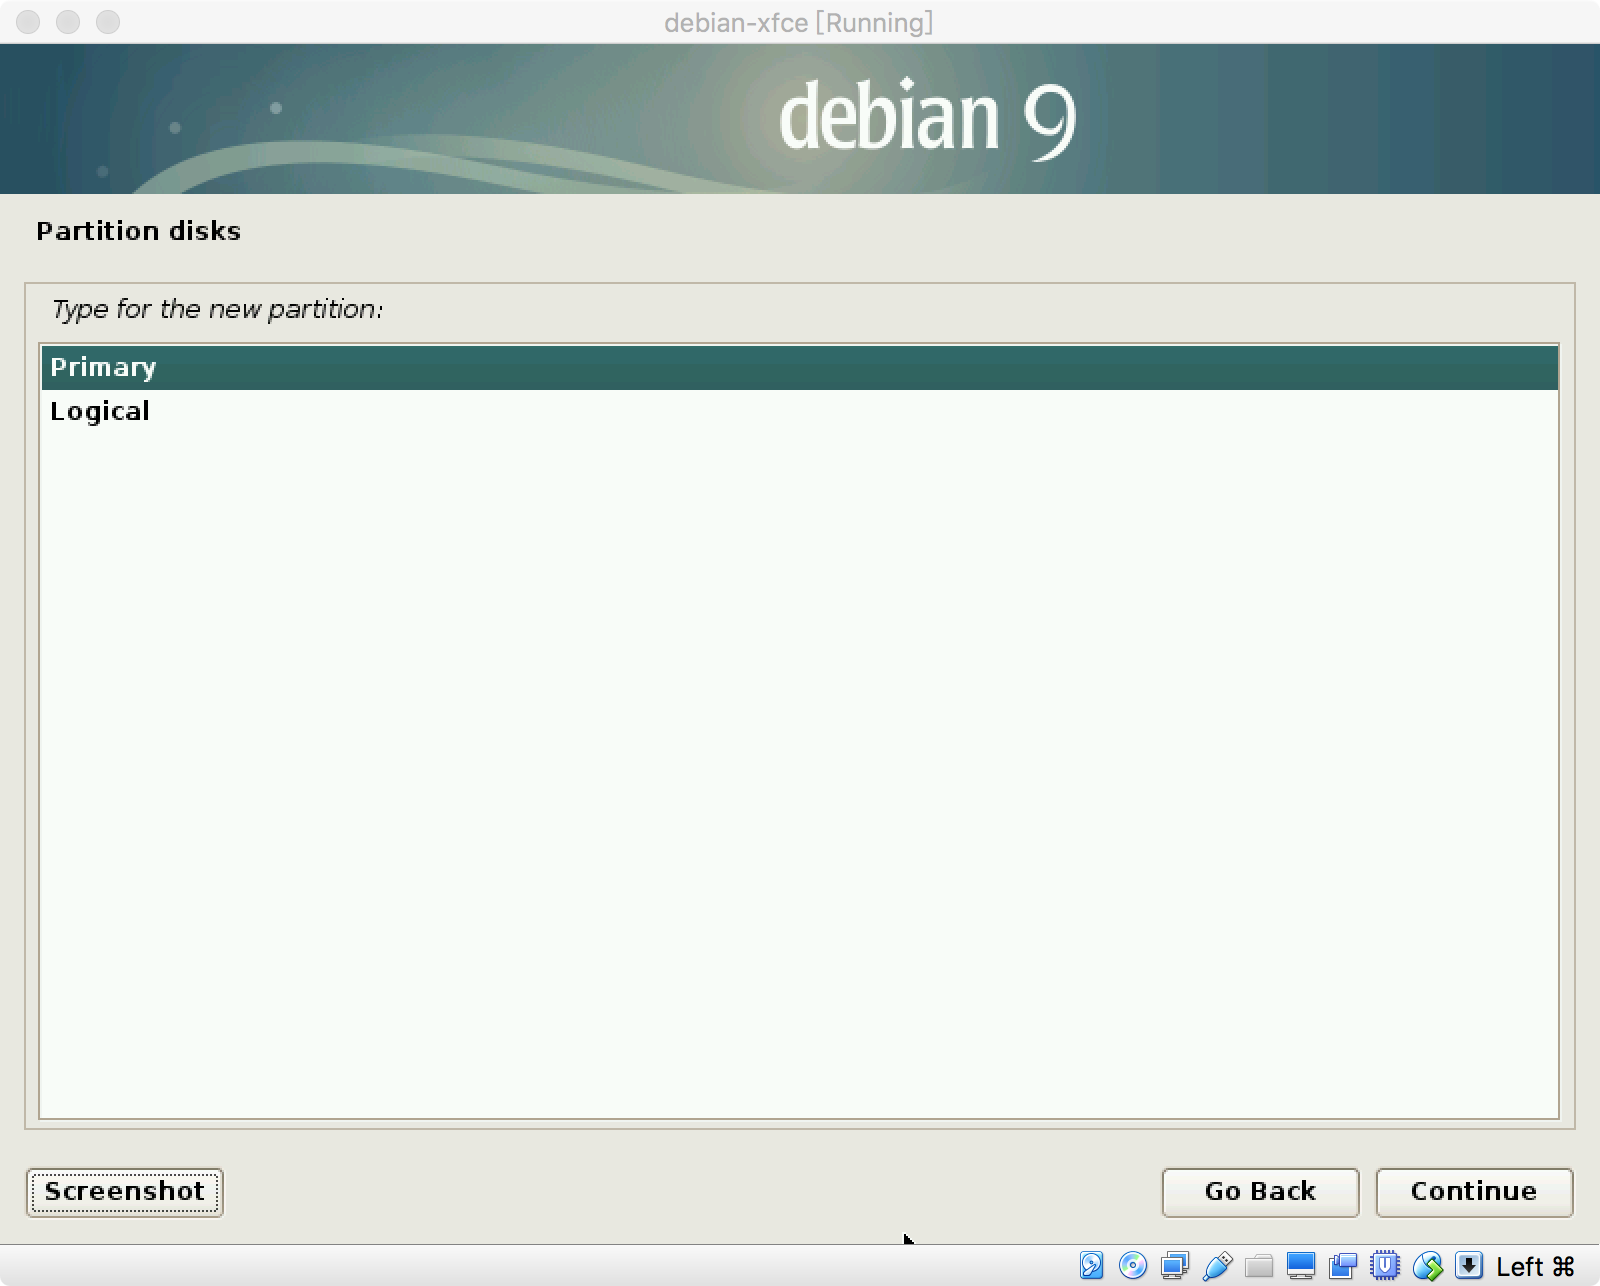 debian-xfce [Running]
debian 9
Partition disks
Type for the new partition:
Primary
Logical
Screenshot
Go Back
Continue
Left ⌘